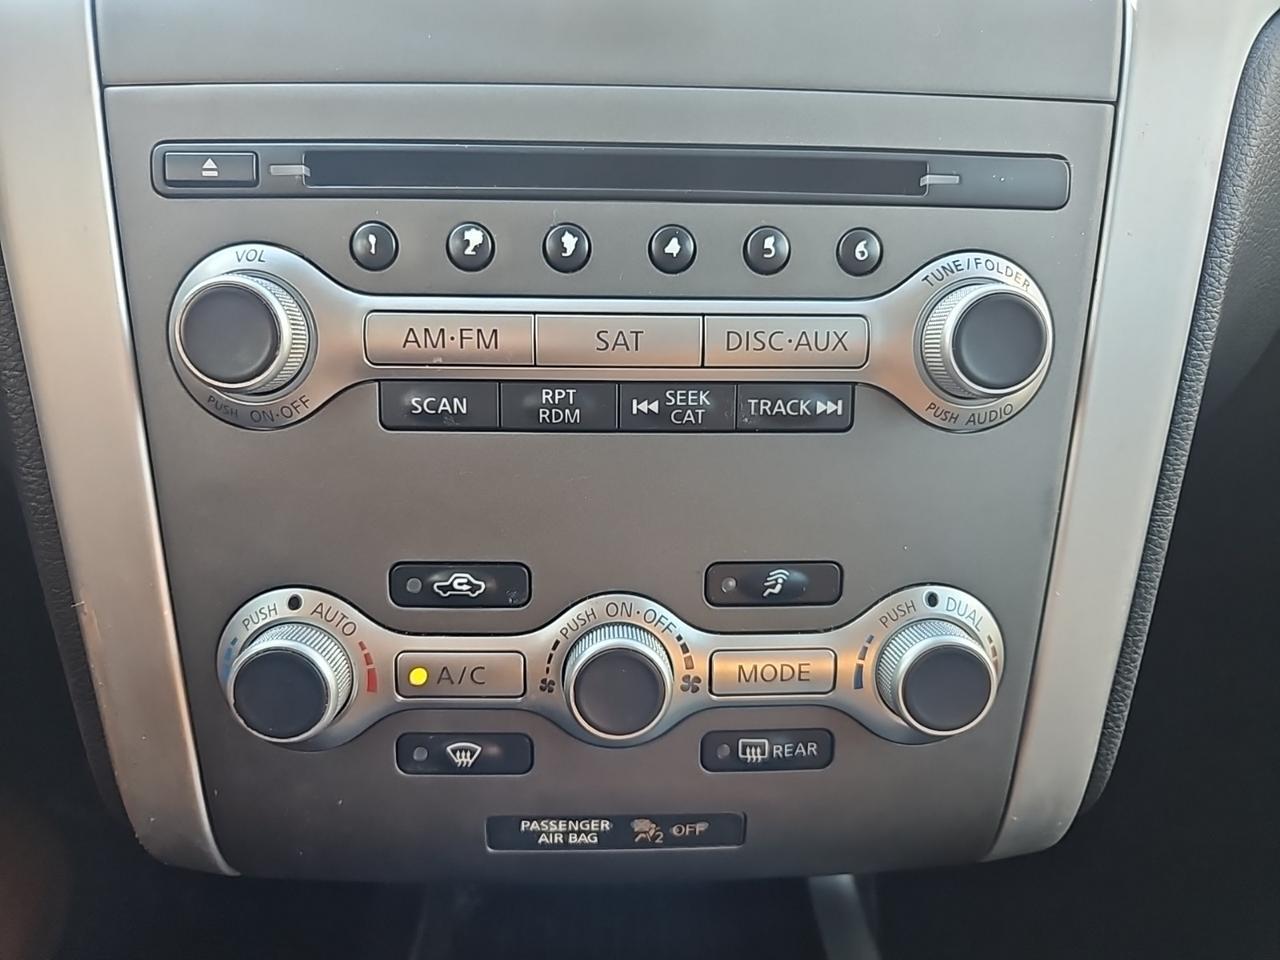 1 2 3 4 5 6
VOL
TUNE/FOLDER
AM·FM SAT DISC·AUX
PUSH ON·OFF
PUSH AUDIO
SCAN
RPT
RDM
SEEK
CAT
TRACK
PUSH AUTO
PUSH ON·OFF
PUSH DUAL
A/C
MODE
REAR
PASSENGER
AIR BAG
2 OFF